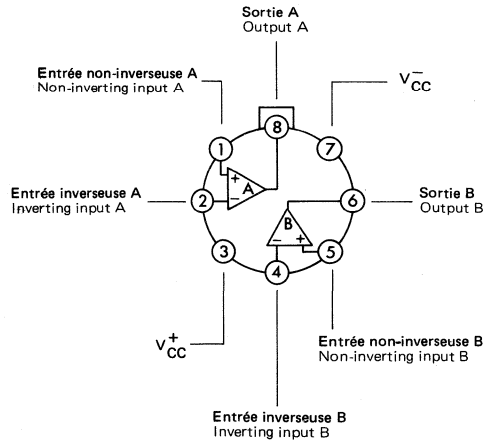 Sortie A
Output A
Entrée non-inverseuse A
Non-inverting input A
V−CC
8
1
7
+
A
−
Entrée inverseuse A
Inverting input A
2
6
Sortie B
Output B
B
− +
3
5
4
V+CC
Entrée non-inverseuse B
Non-inverting input B
Entrée inverseuse B
Inverting input B